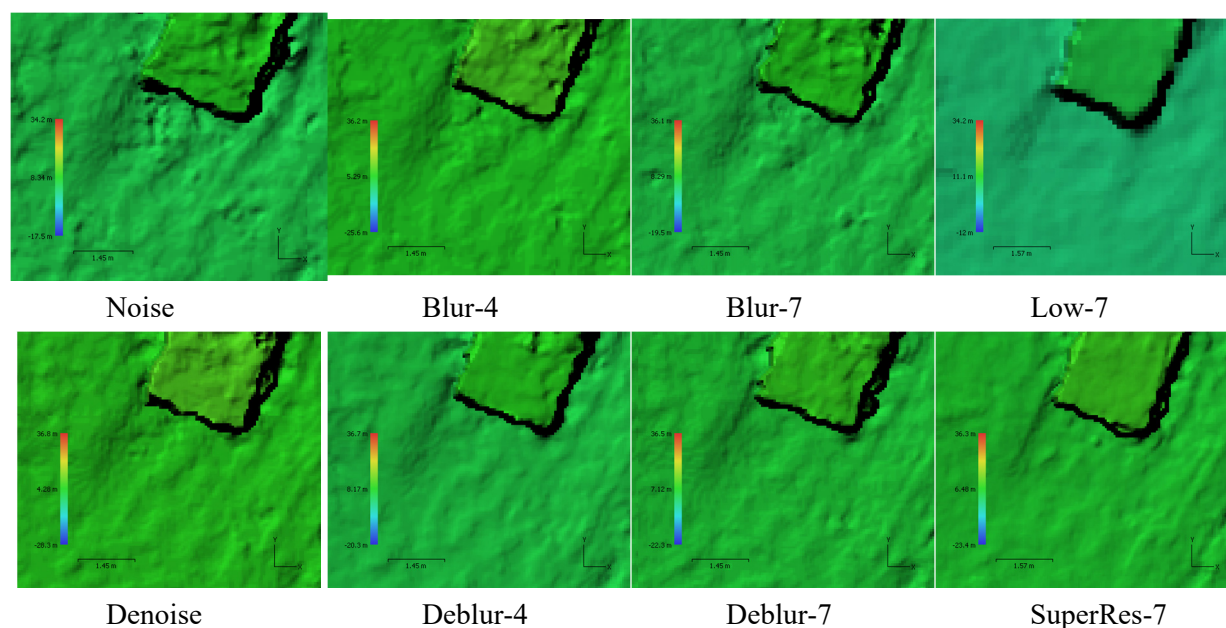 34.2 m
8.94 m
-17.5 m
1.45 m
Y
X
36.2 m
5.29 m
-25.6 m
1.45 m
Y
X
36.1 m
8.29 m
-19.5 m
1.45 m
Y
X
34.2 m
11.1 m
-12 m
1.57 m
Y
X
Noise Blur-4 Blur-7 Low-7
36.8 m
4.28 m
-28.3 m
1.45 m
Y
X
36.7 m
8.17 m
-20.3 m
1.45 m
Y
X
36.5 m
7.12 m
-22.3 m
1.45 m
Y
X
36.3 m
6.48 m
-23.4 m
1.57 m
Y
X
Denoise Deblur-4 Deblur-7 SuperRes-7